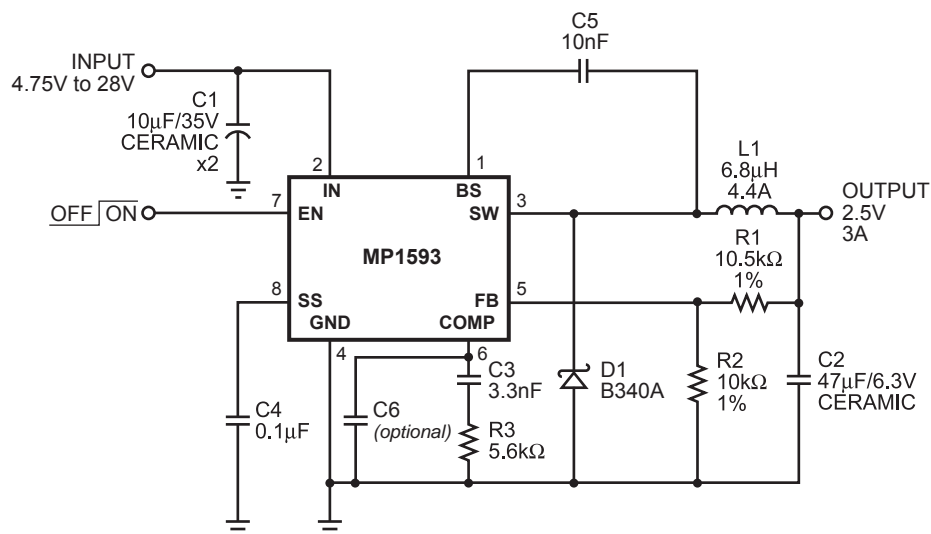 C5
10nF
INPUT
4.75V to 28V
C1
10µF/35V
CERAMIC
x2
2
IN
1
BS
L1
6.8µH
4.4A
OFF ON
7
EN
SW
3
OUTPUT
2.5V
3A
MP1593
R1
10.5kΩ
1%
8
SS
FB
5
GND
COMP
4
6
C4
0.1µF
C6
(optional)
C3
3.3nF
R3
5.6kΩ
D1
B340A
R2
10kΩ
1%
C2
47µF/6.3V
CERAMIC